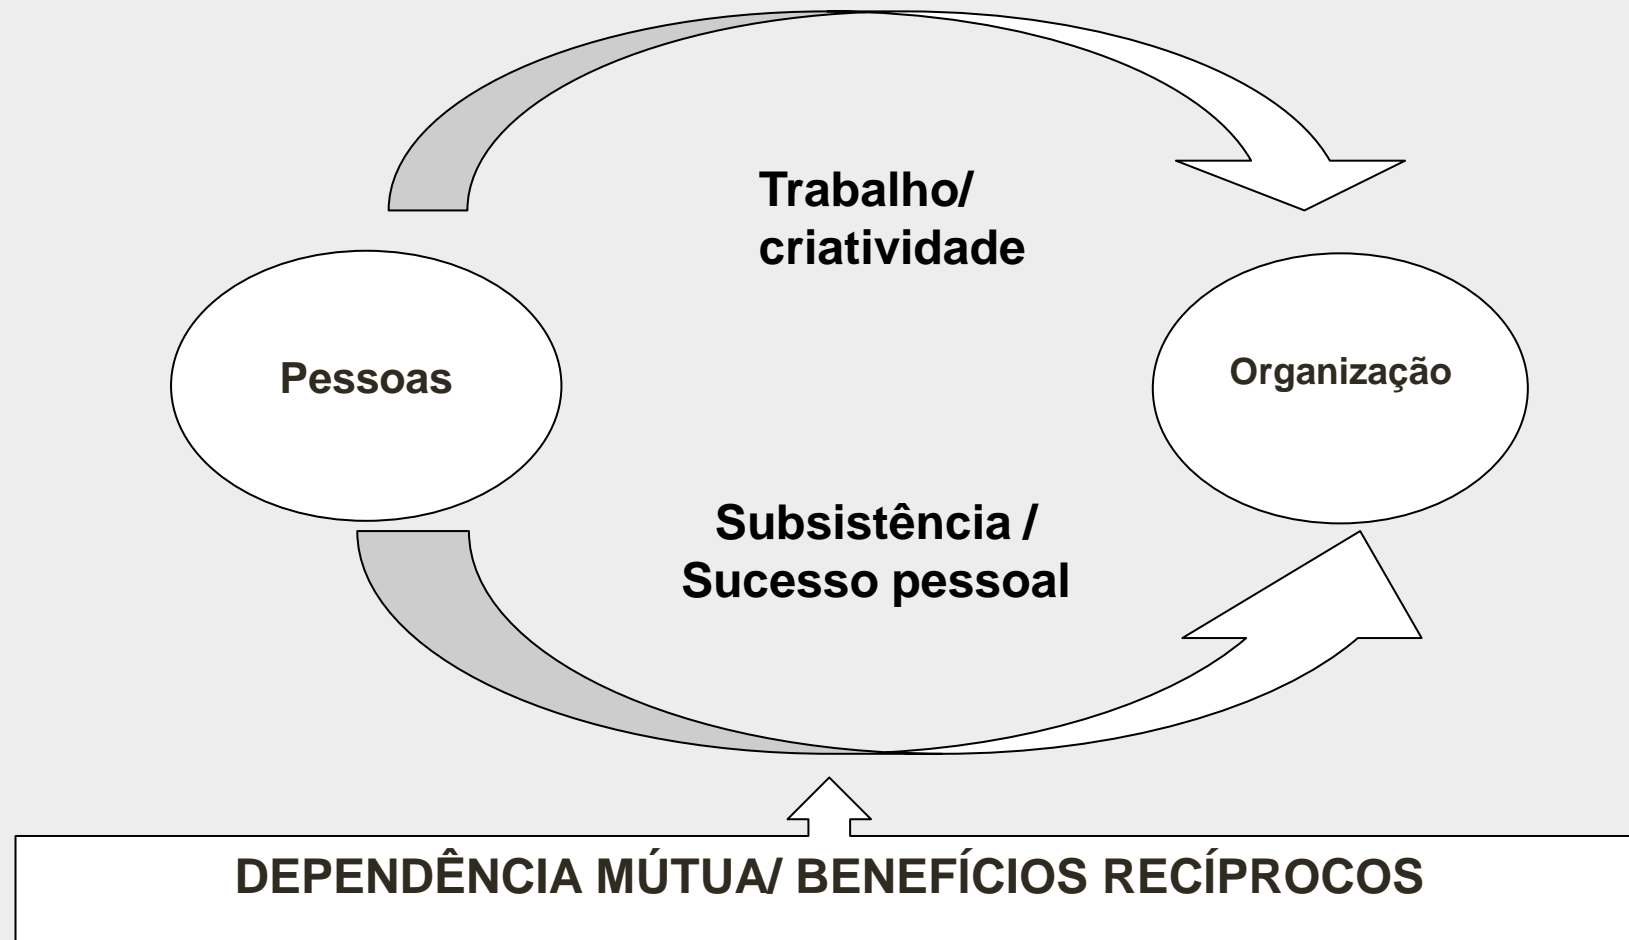 Trabalho/
criatividade
Pessoas
Organização
Subsistência /
Sucesso pessoal
DEPENDÊNCIA MÚTUA/ BENEFÍCIOS RECÍPROCOS